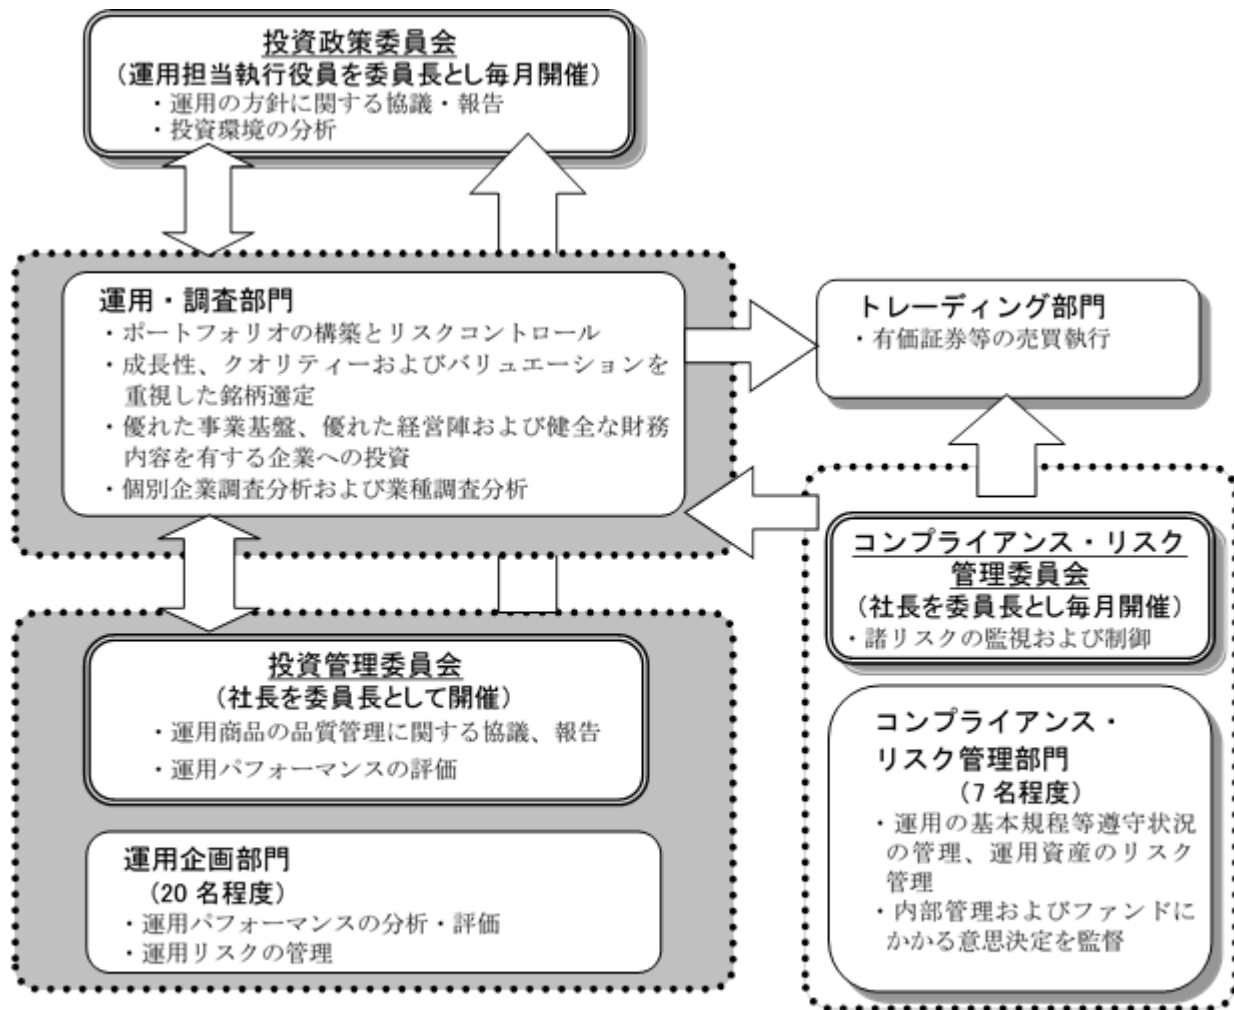 投資政策委員会
（運用担当執行役員を委員長とし毎月開催）
・運用の方針に関する協議・報告
・投資環境の分析
運用・調査部門
・ポートフォリオの構築とリスクコントロール
・成長性、クオリティーおよびバリュエーションを
重視した銘柄選定
・優れた事業基盤、優れた経営陣および健全な財務
内容を有する企業への投資
・個別企業調査分析および業種調査分析
トレーディング部門
・有価証券等の売買執行
コンプライアンス・リスク
管理委員会
（社長を委員長とし毎月開催）
・諸リスクの監視および制御
投資管理委員会
（社長を委員長として開催）
・運用商品の品質管理に関する協議、報告
・運用パフォーマンスの評価
運用企画部門
（20 名程度）
・運用パフォーマンスの分析・評価
・運用リスクの管理
コンプライアンス・
リスク管理部門
（7 名程度）
・運用の基本規程等遵守状況
の管理、運用資産のリスク
管理
・内部管理およびファンドに
かかる意思決定を監督